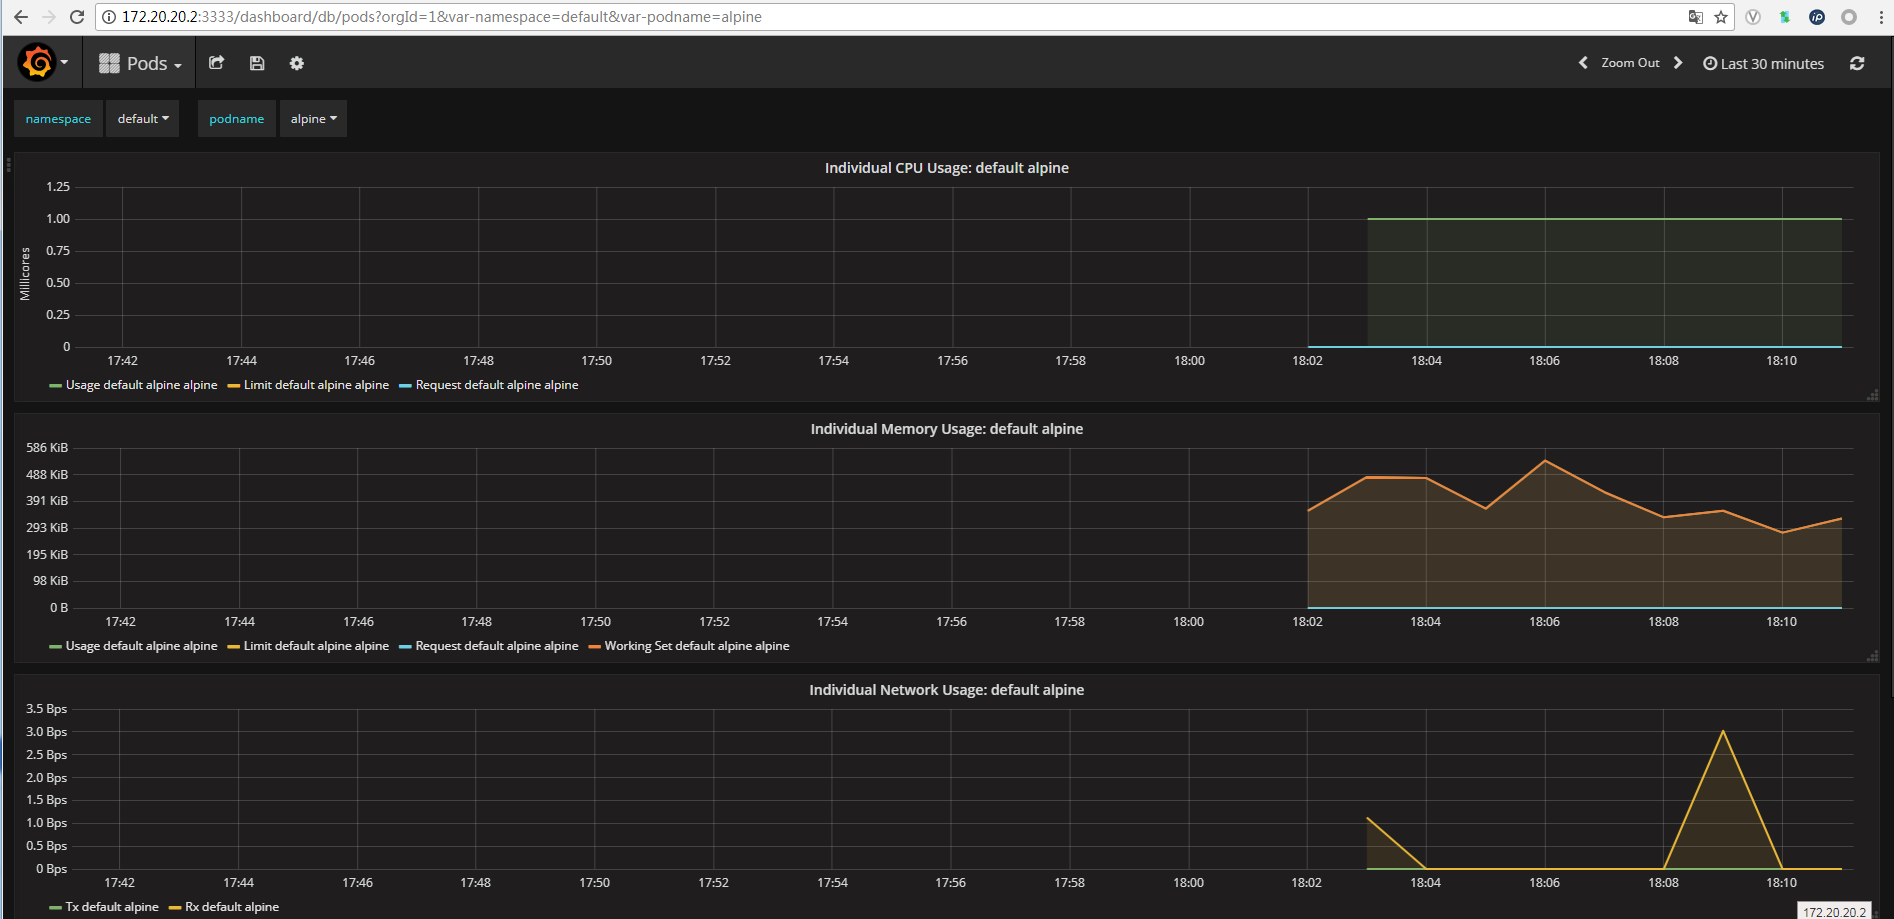 172.20.20.2:3333/dashboard/db/pods?orgId=1&var-namespace=default&var-podname=alpine
Pods
Zoom Out
Last 30 minutes
namespace default podname alpine
Individual CPU Usage: default alpine
Millicores
1.25
1.00
0.75
0.50
0.25
0
17:42 17:44 17:46 17:48 17:50 17:52 17:54 17:56 17:58 18:00 18:02 18:04 18:06 18:08 18:10
Usage default alpine alpine Limit default alpine alpine Request default alpine alpine
Individual Memory Usage: default alpine
586 KiB
488 KiB
391 KiB
293 KiB
195 KiB
98 KiB
0 B
17:42 17:44 17:46 17:48 17:50 17:52 17:54 17:56 17:58 18:00 18:02 18:04 18:06 18:08 18:10
Usage default alpine alpine Limit default alpine alpine Request default alpine alpine Working Set default alpine alpine
Individual Network Usage: default alpine
3.5 Bps
3.0 Bps
2.5 Bps
2.0 Bps
1.5 Bps
1.0 Bps
0.5 Bps
0 Bps
17:42 17:44 17:46 17:48 17:50 17:52 17:54 17:56 17:58 18:00 18:02 18:04 18:06 18:08 18:10
Tx default alpine Rx default alpine
172.20.20.2